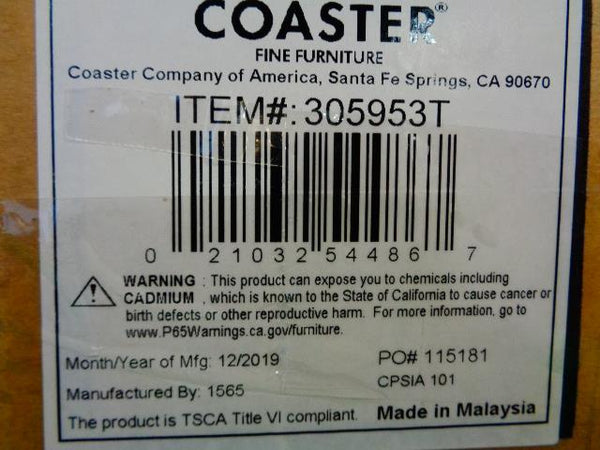 COASTER®
FINE FURNITURE
Coaster Company of America, Santa Fe Springs, CA 90670
ITEM#: 305953T
0 21032 54486 7
WARNING : This product can expose you to chemicals including
CADMIUM , which is known to the State of California to cause cancer or
birth defects or other reproductive harm. For more information, go to
www.P65Warnings.ca.gov/furniture.
Month/Year of Mfg: 12/2019 PO# 115181
CPSIA 101
Manufactured By: 1565
The product is TSCA Title VI compliant. Made in Malaysia